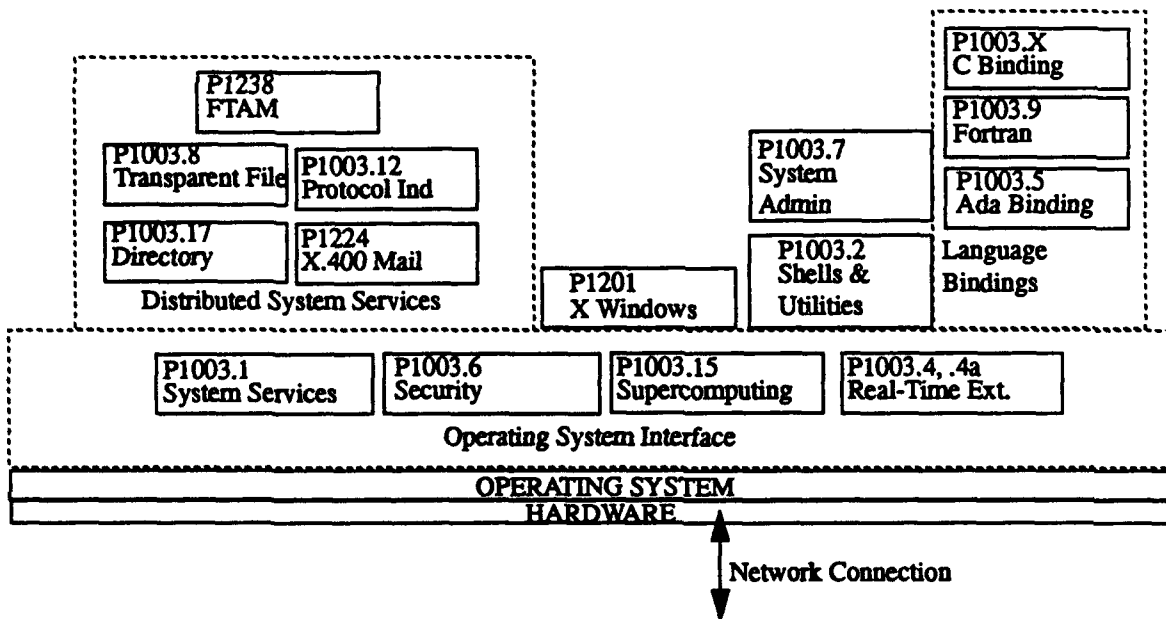 P1238
FTAM
P1003.8
Transparent File
P1003.12
Protocol Ind
P1003.17
Directory
P1224
X.400 Mail
Distributed System Services
P1201
X Windows
P1003.7
System
Admin
P1003.2
Shells &
Utilities
P1003.X
C Binding
P1003.9
Fortran
P1003.5
Ada Binding
Language
Bindings
P1003.1
System Services
P1003.6
Security
P1003.15
Supercomputing
P1003.4, .4a
Real-Time Ext.
Operating System Interface
OPERATING SYSTEM
HARDWARE
Network Connection